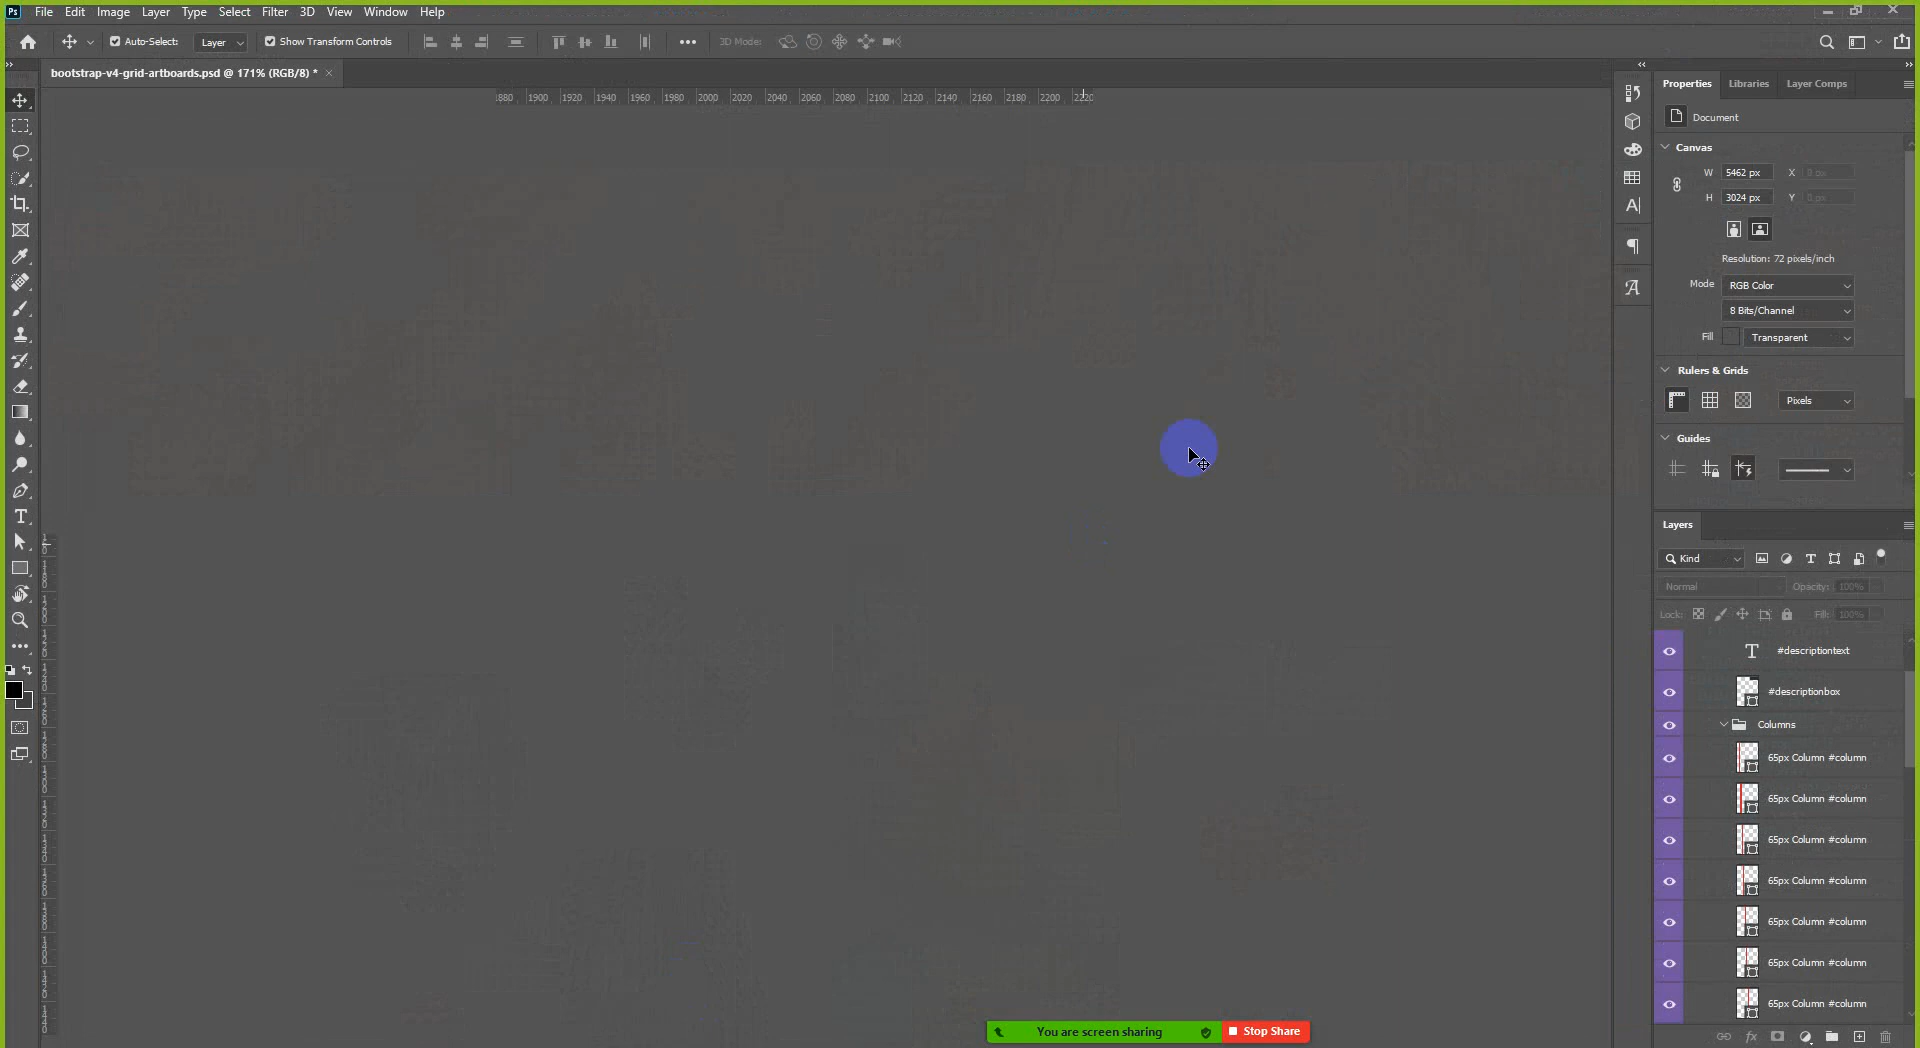 Ps File Edit Image Layer Type Select Filter 3D View Window Help
Auto-Select: Layer Show Transform Controls 3D Mode:
bootstrap-v4-grid-artboards.psd @ 171% (RGB/8) *
1900 1920 1940 1960 1980 2000 2020 2040 2060 2080 2100 2120 2140 2160 2180 2200 2220
Properties Libraries Layer Comps
Document
Canvas
W 5462 px X 0 px
H 3024 px Y 0 px
Resolution: 72 pixels/inch
Mode RGB Color
8 Bits/Channel
Fill Transparent
Rulers & Grids
Pixels
Guides
Layers
Kind
Normal Opacity: 100%
Lock: Fill: 100%
#descriptiontext
#descriptionbox
Columns
65px Column #column
65px Column #column
65px Column #column
65px Column #column
65px Column #column
65px Column #column
65px Column #column
You are screen sharing Stop Share